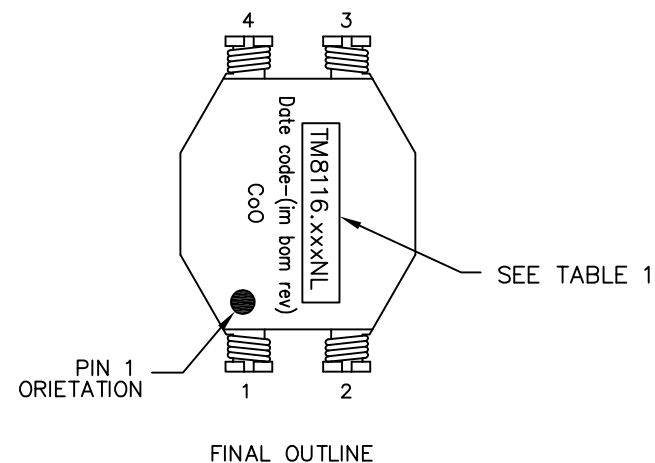 4
3
TM8116.xxxNL
Date code-(im bom rev)
CoO
SEE TABLE 1
PIN 1
ORIETATION
1
2
FINAL OUTLINE